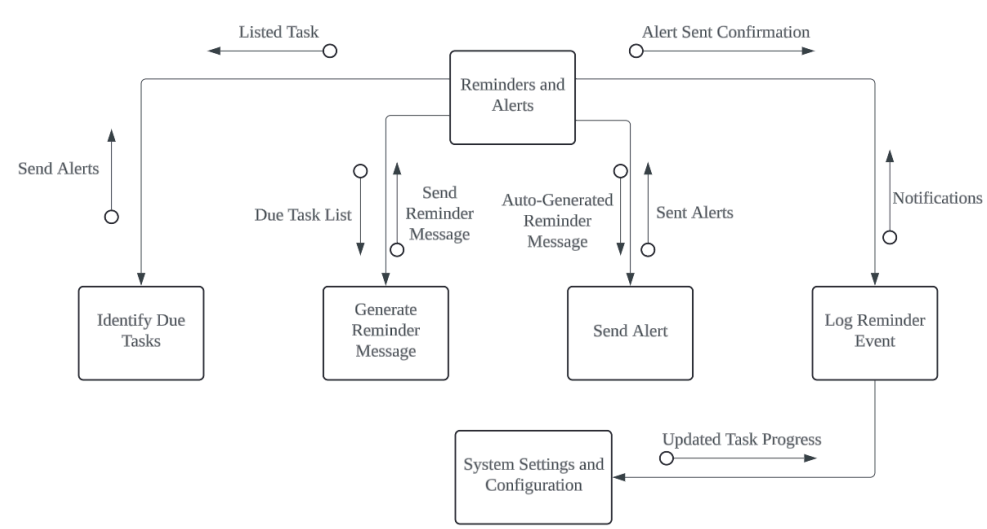 Listed Task
Alert Sent Confirmation
Reminders and
Alerts
Send Alerts
Due Task List
Send
Reminder
Message
Auto-Generated
Reminder
Message
Sent Alerts
Notifications
Identify Due
Tasks
Generate
Reminder
Message
Send Alert
Log Reminder
Event
Updated Task Progress
System Settings and
Configuration